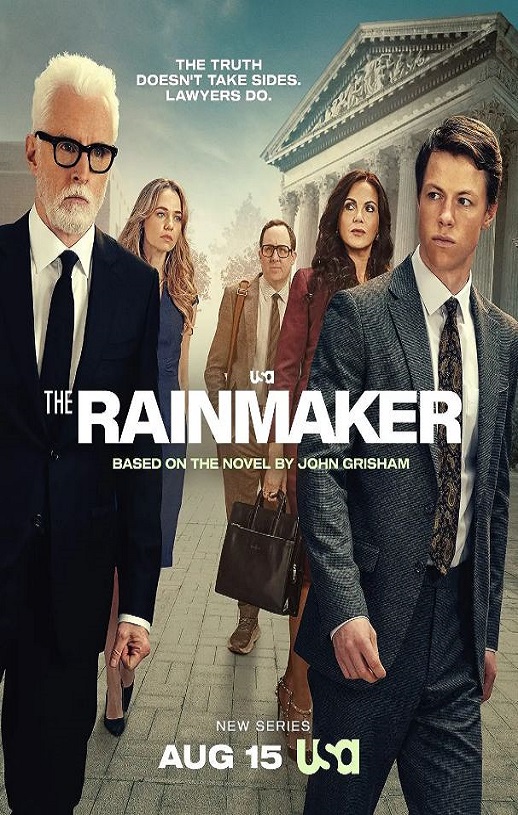 THE TRUTH
DOESN'T TAKE SIDES.
LAWYERS DO.
usa
THE RAINMAKER
BASED ON THE NOVEL BY JOHN GRISHAM
NEW SERIES
AUG 15 usa